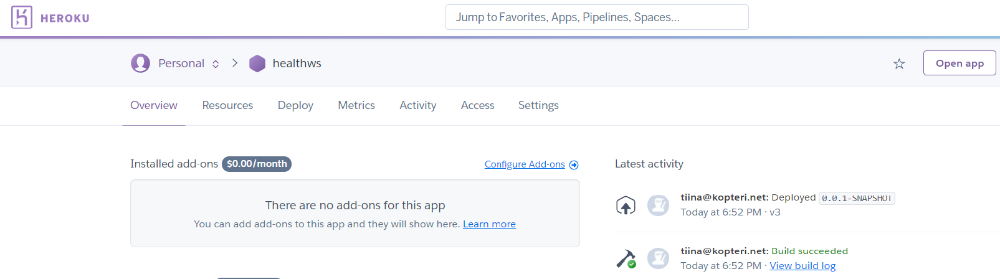 HEROKU
Jump to Favorites, Apps, Pipelines, Spaces...
Personal
healthws
Open app
Overview
Resources
Deploy
Metrics
Activity
Access
Settings
Installed add-ons $0.00/month
Configure Add-ons
There are no add-ons for this app
You can add add-ons to this app and they will show here. Learn more
Latest activity
tiina@kopteri.net: Deployed 0.0.1-SNAPSHOT
Today at 6:52 PM · v3
tiina@kopteri.net: Build succeeded
Today at 6:52 PM · View build log